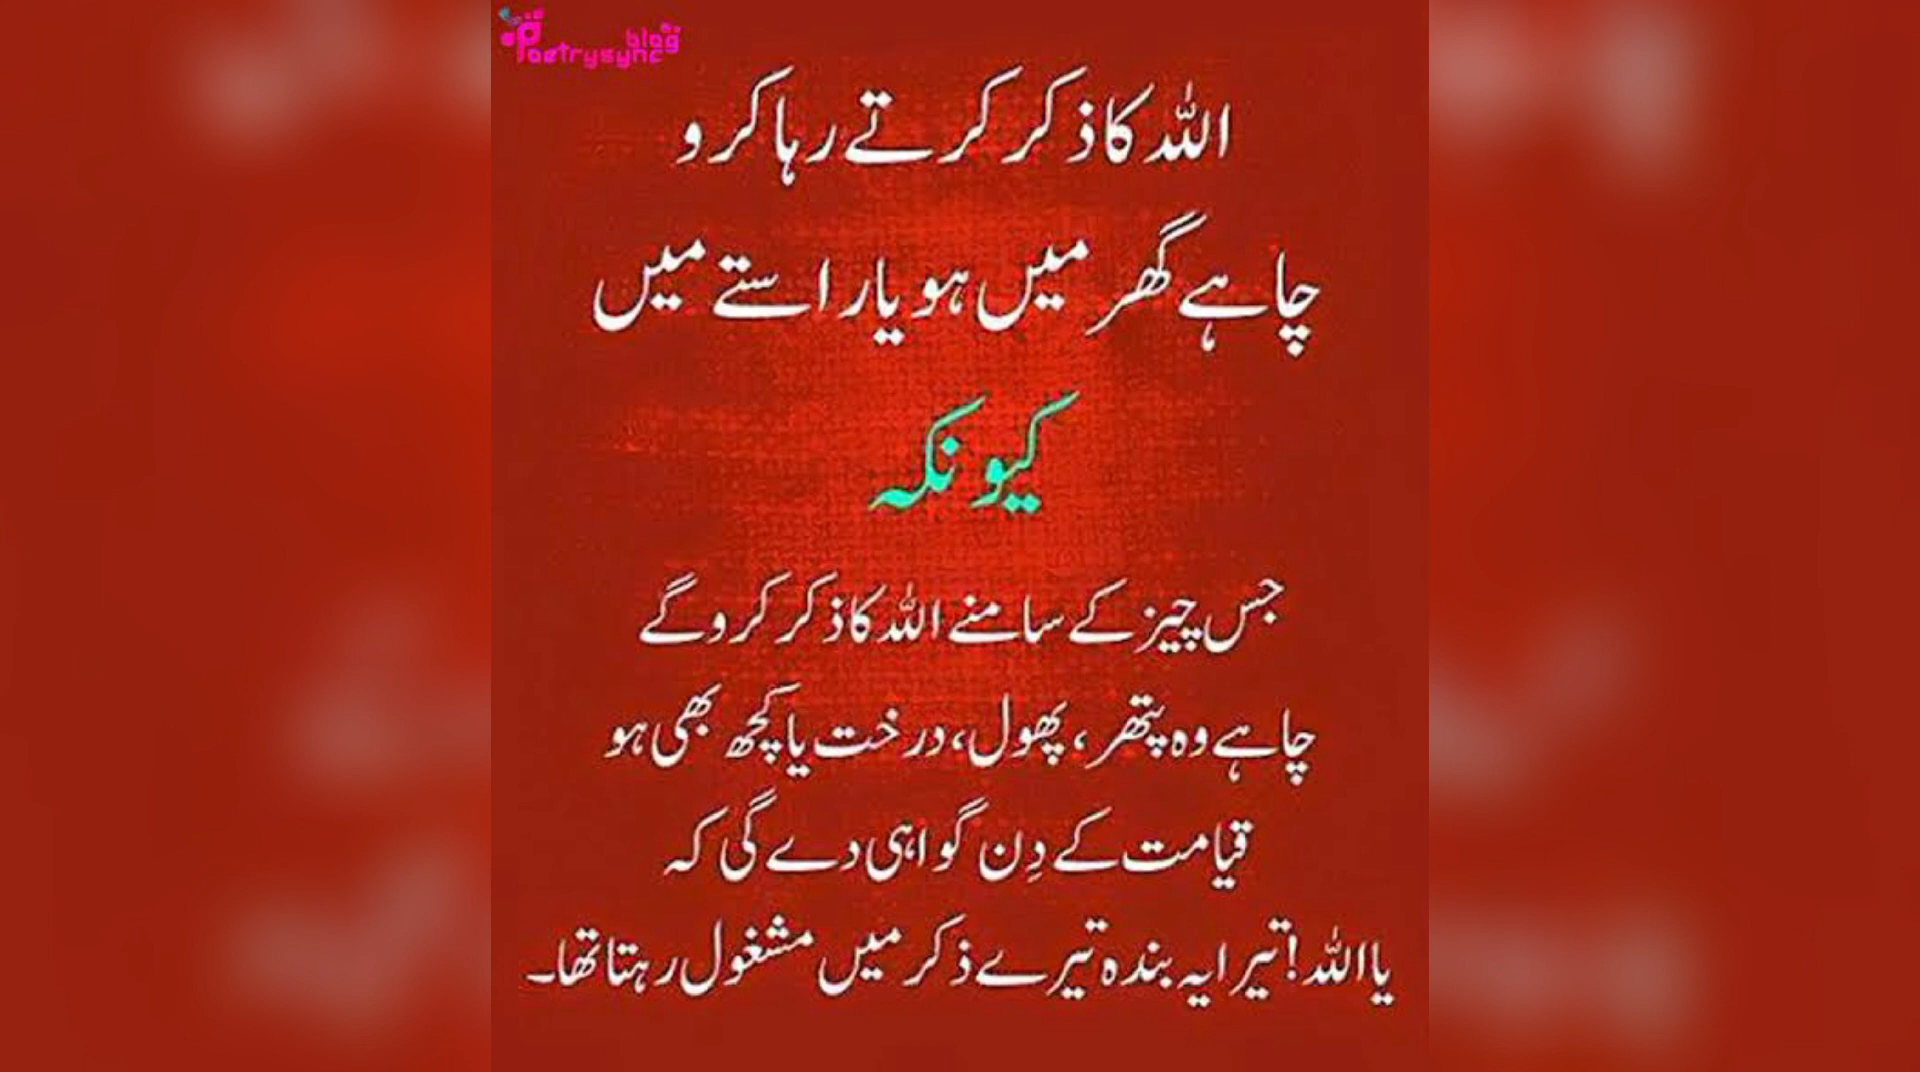 Poetrysync blog
اللہ کا ذکر کرتے رہا کرو
چاہے گھر میں ہو یا راستے میں
کیونکہ
جس چیز کے سامنے اللہ کا ذکر کرو گے
چاہے وہ پتھر، پھول، درخت یا کچھ بھی ہو
قیامت کے دِن گواہی دے گی کہ
یا اللہ! تیرا یہ بندہ تیرے ذکر میں مشغول رہتا تھا۔